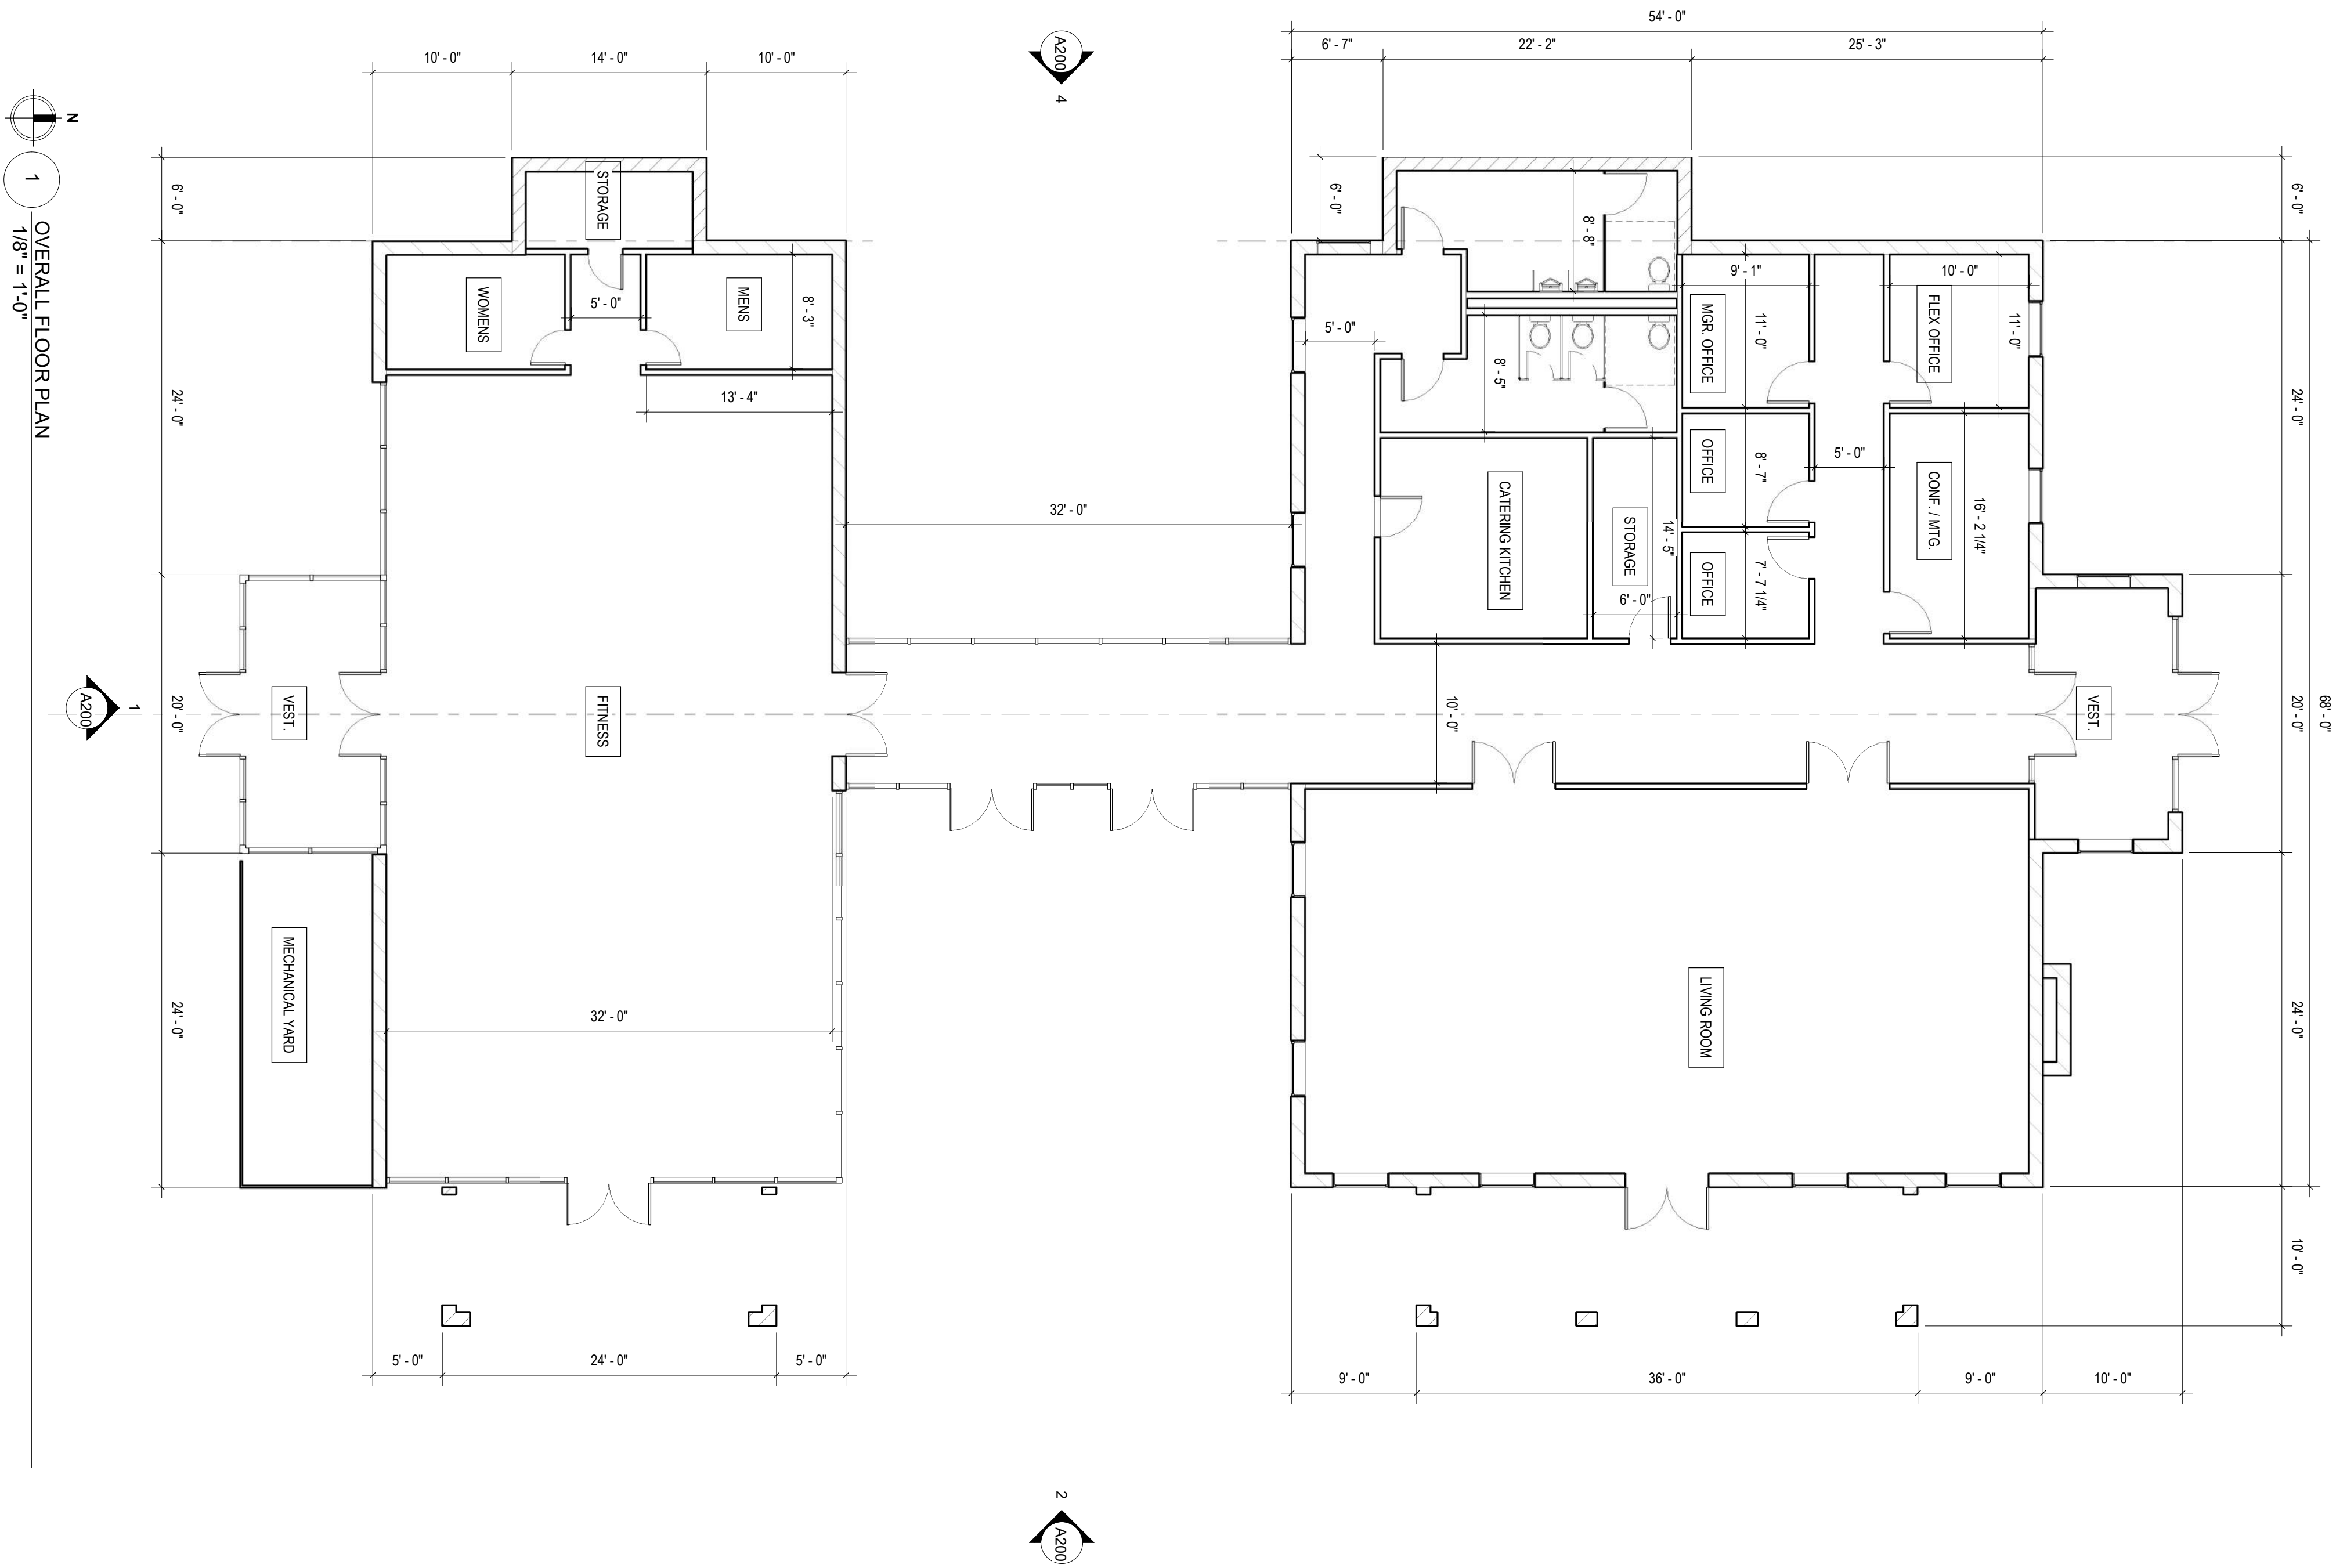 54' - 0"
6' - 7"
22' - 2"
25' - 3"
10' - 0"
14' - 0"
10' - 0"
A200
4
N
1
OVERALL FLOOR PLAN
1/8" = 1'-0"
6' - 0"
24' - 0"
20' - 0"
24' - 0"
STORAGE
WOMENS
5' - 0"
MENS
8' - 3"
13' - 4"
32' - 0"
6' - 0"
8' - 8"
5' - 0"
8' - 5"
9' - 1"
MGR. OFFICE
11' - 0"
10' - 0"
FLEX OFFICE
11' - 0"
OFFICE
8' - 7"
5' - 0"
CONF. / MTG.
16' - 2 1/4"
CATERING KITCHEN
STORAGE
14' - 5"
6' - 0"
OFFICE
7' - 7 1/4"
6' - 0"
24' - 0"
20' - 0"
68' - 0"
24' - 0"
10' - 0"
A200
1
VEST.
FITNESS
10' - 0"
VEST.
MECHANICAL YARD
32' - 0"
LIVING ROOM
5' - 0"
24' - 0"
5' - 0"
9' - 0"
36' - 0"
9' - 0"
10' - 0"
2
A200